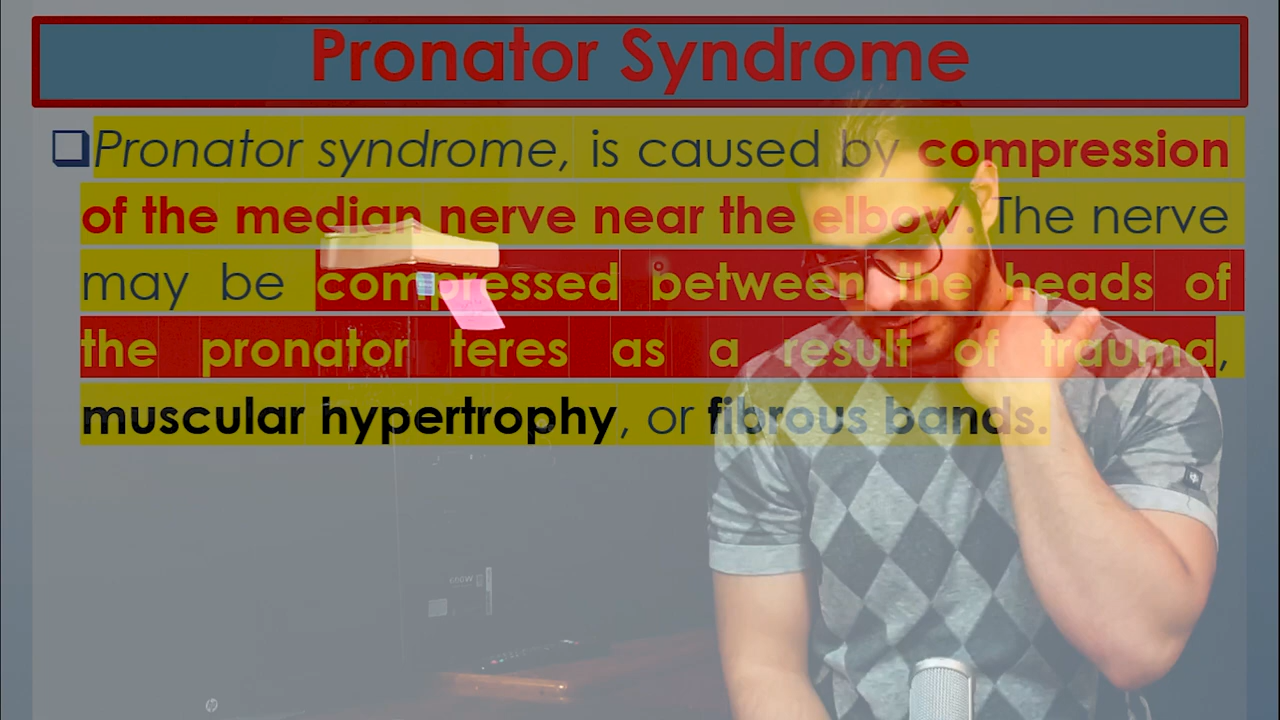 Pronator Syndrome
❑Pronator syndrome, is caused by compression
of the median nerve near the elbow. The nerve
may be compressed between the heads of
the pronator teres as a result of trauma,
muscular hypertrophy, or fibrous bands.
hp